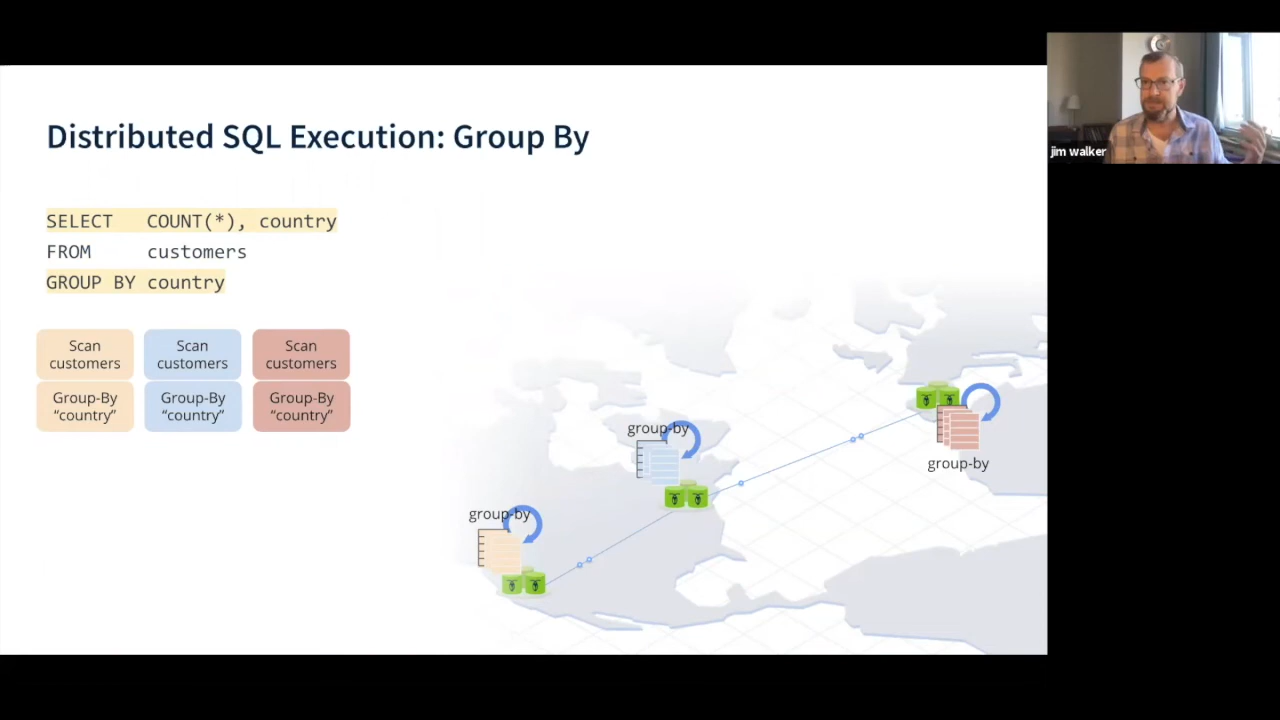 Distributed SQL Execution: Group By
SELECT COUNT(*), country
FROM customers
GROUP BY country
Scan
customers
Scan
customers
Scan
customers
Group-By
“country”
Group-By
“country”
Group-By
“country”
group-by
group-by
group-by
jim walker